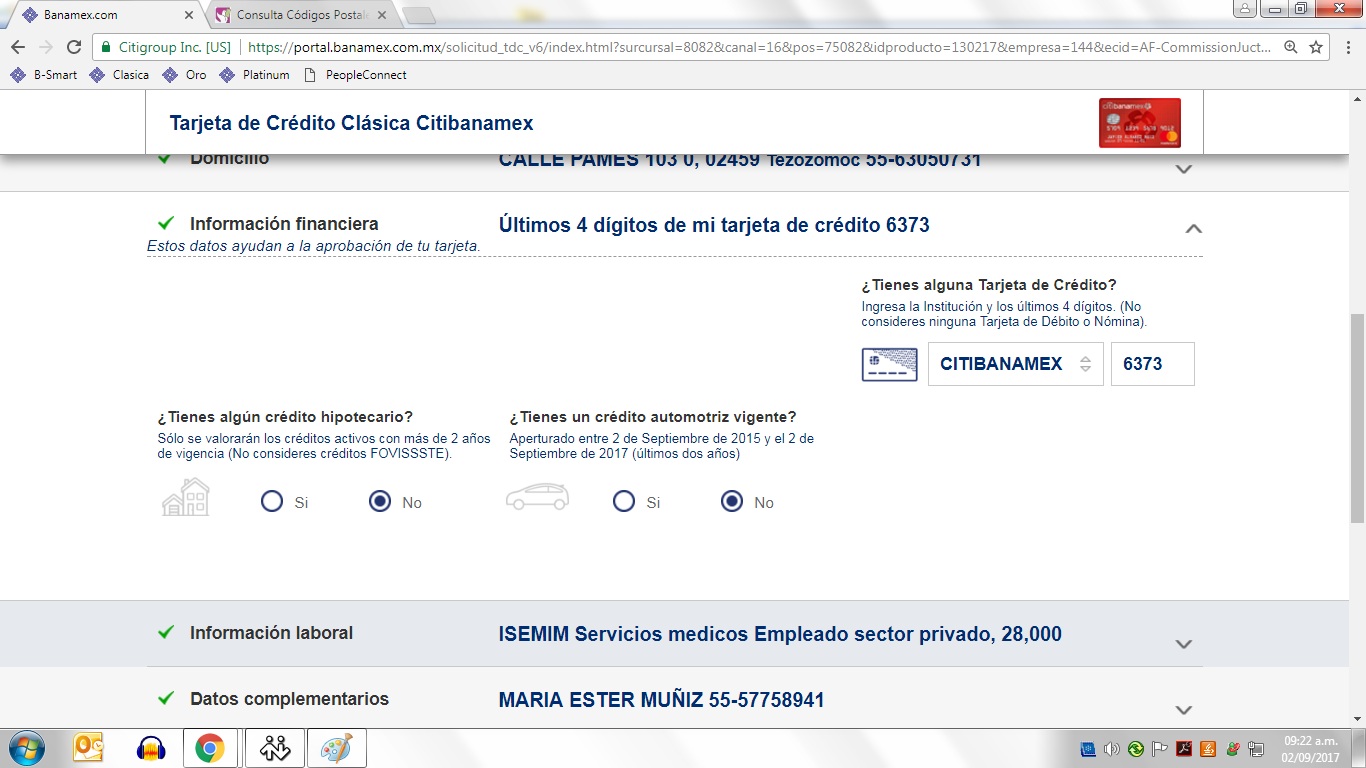 Banamex.com
Consulta Códigos Postale
Citigroup Inc. [US]
https://portal.banamex.com.mx/solicitud_tdc_v6/index.html?sursursal=8082&canal=16&pos=75082&idproducto=130217&empresa=144&ecid=AF-CommissionJuct...
B-Smart
Clasica
Oro
Platinum
PeopleConnect
Tarjeta de Crédito Clásica Citibanamex
citibanamex
Domicilio
CALLE PAMES 103 0, 02459 Tezozomoc 55-63050731
Información financiera
Últimos 4 dígitos de mi tarjeta de crédito 6373
Estos datos ayudan a la aprobación de tu tarjeta.
¿Tienes alguna Tarjeta de Crédito?
Ingresa la Institución y los últimos 4 dígitos. (No
consideres ninguna Tarjeta de Débito o Nómina).
CITIBANAMEX
6373
¿Tienes algún crédito hipotecario?
Sólo se valorarán los créditos activos con más de 2 años
de vigencia (No consideres créditos FOVISSSTE).
Si
No
¿Tienes un crédito automotriz vigente?
Aperturado entre 2 de Septiembre de 2015 y el 2 de
Septiembre de 2017 (últimos dos años)
Si
No
Información laboral
ISEMIM Servicios medicos Empleado sector privado, 28,000
Datos complementarios
MARIA ESTER MUÑIZ 55-57758941
09:22 a.m.
02/09/2017